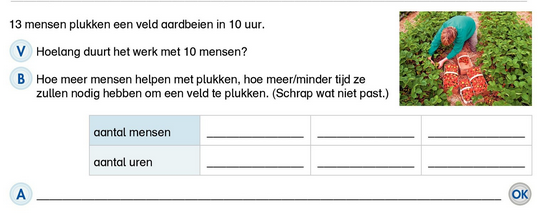 13 mensen plukken een veld aardbeien in 10 uur.
V Hoelang duurt het werk met 10 mensen?
B Hoe meer mensen helpen met plukken, hoe meer/minder tijd ze
zullen nodig hebben om een veld te plukken. (Schrap wat niet past.)
aantal mensen
aantal uren
A
OK